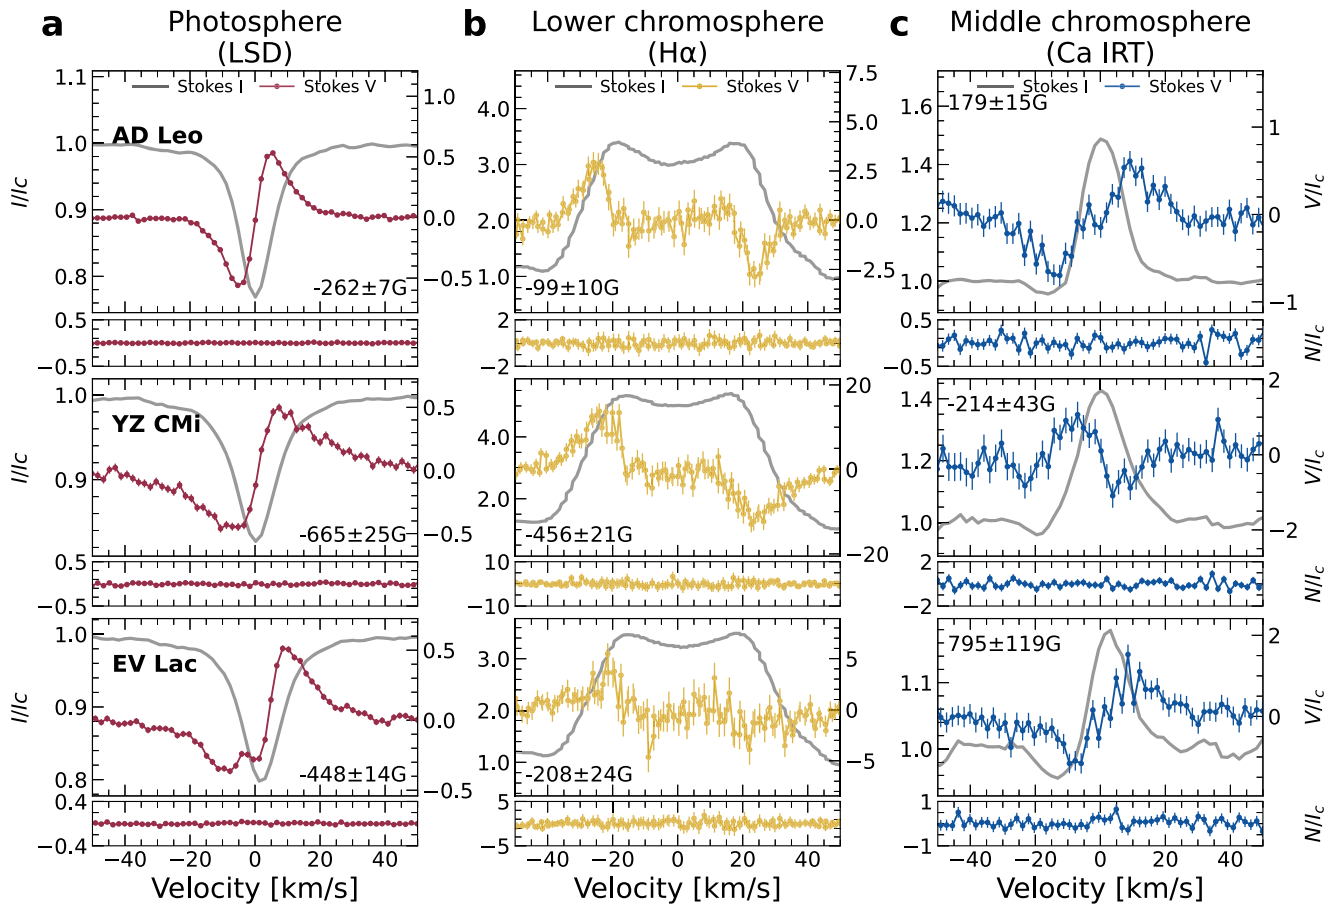 a Photosphere (LSD)
b Lower chromosphere (Hα)
c Middle chromosphere (Ca IRT)
Stokes I Stokes V
1.1
1.0
0.9
0.8
I/Ic
AD Leo
-262±7G
1.0
0.5
0.0
−0.5
0.5
−0.5
Stokes I Stokes V
4.0
3.0
2.0
1.0
-99±10G
7.5
5.0
2.5
0.0
−2.5
2
−2
Stokes I Stokes V
179±15G
1.6
1.4
1.2
1.0
1
0
−1
V/Ic
0.5
−0.5
N/Ic
1.0
0.9
I/Ic
YZ CMi
-665±25G
0.5
0.0
−0.5
0.5
−0.5
4.0
2.0
-456±21G
20
10
0
−10
−20
10
−10
-214±43G
1.4
1.2
1.0
2
0
−2
V/Ic
2
−2
N/Ic
1.0
0.9
0.8
I/Ic
EV Lac
-448±14G
0.5
0.0
−0.5
0.4
−0.4
−40 −20 0 20 40
Velocity [km/s]
3.0
2.0
1.0
-208±24G
5
0
−5
5
−5
−40 −20 0 20 40
Velocity [km/s]
795±119G
1.1
1.0
2
0
V/Ic
1
−1
N/Ic
−40 −20 0 20 40
Velocity [km/s]